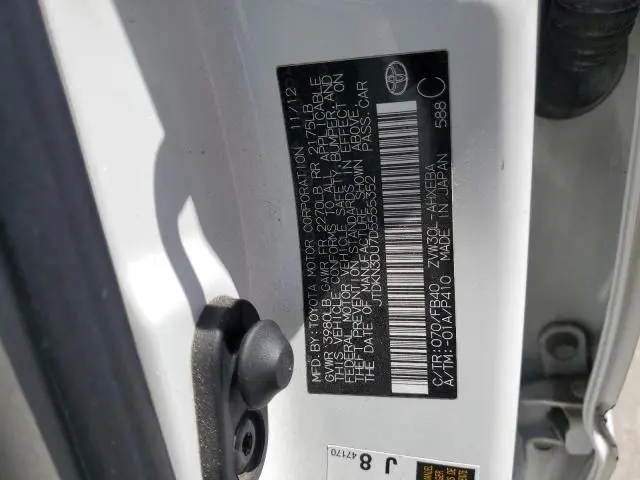 MFD. BY: TOYOTA MOTOR CORPORATION 11/12
GVWR 3980LB GAWR FR 2270LB RR 2175LB
THIS VEHICLE CONFORMS TO ALL APPLICABLE
FEDERAL MOTOR VEHICLE SAFETY, BUMPER, AND
THEFT PREVENTION STANDARDS IN EFFECT ON
THE DATE OF MANUFACTURE SHOWN ABOVE.
JTDKN3DU7D5555352 PASS. CAR
C/TR: 070/FB40 ZVW30L-AHXEBA
A/TM: -01A/P410 MADE IN JAPAN 588 C
J 8
47170